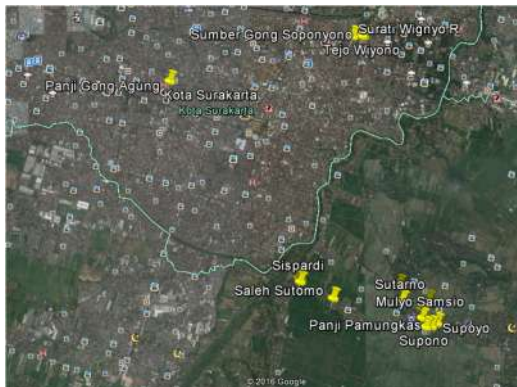 Surati Wignyo R
Sumber Gong Soponyono
Tejo Wiyono
Panji Gong Agung
Kota Surakarta,
Kota Surakarta
Sispardi
Saleh Sutomo
Sutarno
Mulyo Samsio
Panji Pamungkas
Supoyo
Supono
© 2016 Google